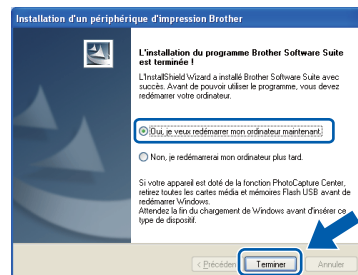 Installation d'un périphérique d'impression Brother
L'installation du programme Brother Software Suite
est terminée !
L'InstallShield Wizard a installé Brother Software Suite avec
succès. Avant de pouvoir utiliser le programme, vous devez
redémarrer votre ordinateur.
Oui, je veux redémarrer mon ordinateur maintenant.
Non, je redémarrerai mon ordinateur plus tard.
Si votre appareil est doté de la fonction PhotoCapture Center,
retirez toutes les cartes média et mémoires Flash USB avant de
redémarrer Windows.
Attendez la fin du chargement de Windows avant d'insérer ce
type de dispositif.
< Précéden Terminer Annuler